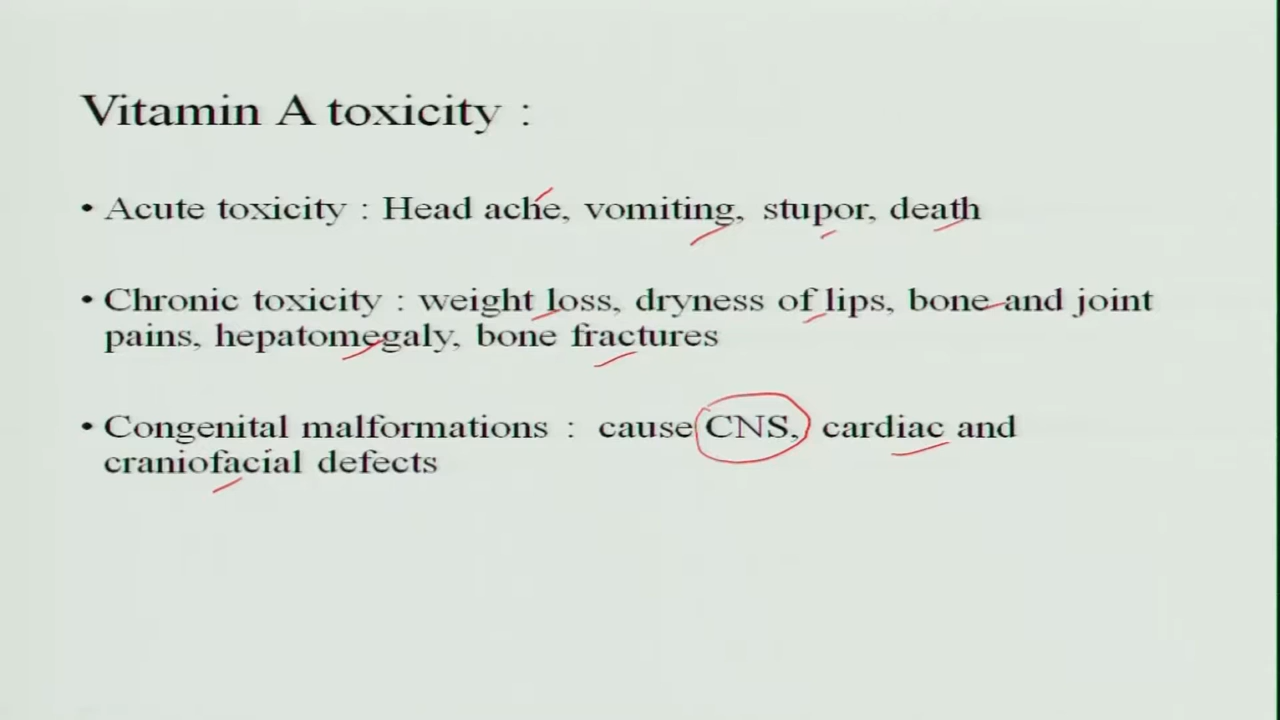 Vitamin A toxicity :
• Acute toxicity : Head ache, vomiting, stupor, death
• Chronic toxicity : weight loss, dryness of lips, bone and joint
pains, hepatomegaly, bone fractures
• Congenital malformations : cause CNS, cardiac and
craniofacial defects